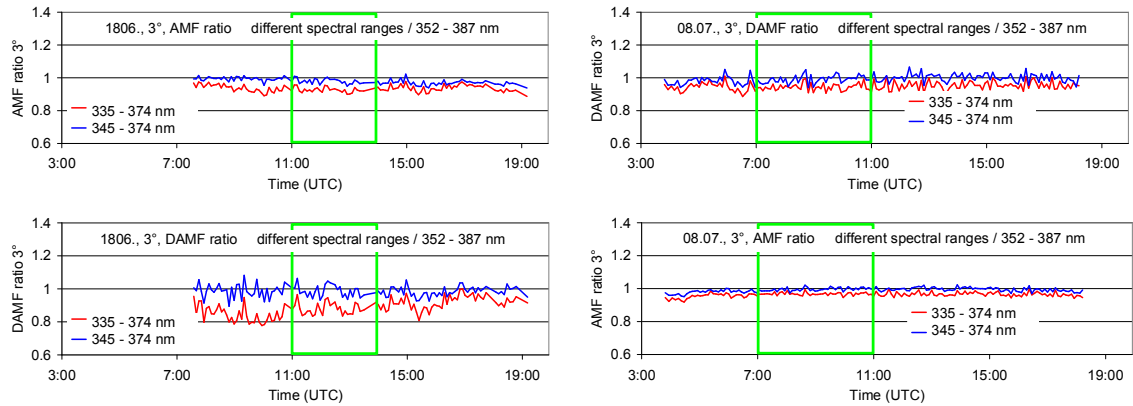 1806., 3°, AMF ratio different spectral ranges / 352 - 387 nm
AMF ratio 3°
1.4
1.2
1
0.8
0.6
335 - 374 nm
345 - 374 nm
3:00 7:00 11:00 15:00 19:00
Time (UTC)
08.07., 3°, DAMF ratio different spectral ranges / 352 - 387 nm
DAMF ratio 3°
1.4
1.2
1
0.8
0.6
335 - 374 nm
345 - 374 nm
3:00 7:00 11:00 15:00 19:00
Time (UTC)
1806., 3°, DAMF ratio different spectral ranges / 352 - 387 nm
DAMF ratio 3°
1.4
1.2
1
0.8
0.6
335 - 374 nm
345 - 374 nm
3:00 7:00 11:00 15:00 19:00
Time (UTC)
08.07., 3°, AMF ratio different spectral ranges / 352 - 387 nm
AMF ratio 3°
1.4
1.2
1
0.8
0.6
335 - 374 nm
345 - 374 nm
3:00 7:00 11:00 15:00 19:00
Time (UTC)